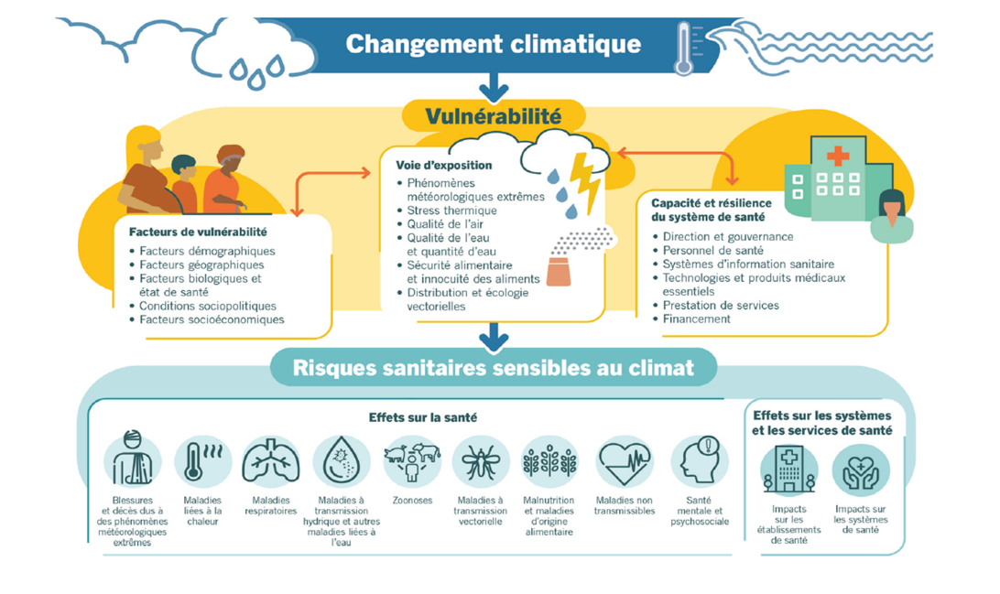 Changement climatique
Vulnérabilité
Voie d’exposition
• Phénomènes
météorologiques extrêmes
• Stress thermique
• Qualité de l’air
• Qualité de l’eau
et quantité d’eau
• Sécurité alimentaire
et innocuité des aliments
• Distribution et écologie
vectorielles
Facteurs de vulnérabilité
• Facteurs démographiques
• Facteurs géographiques
• Facteurs biologiques et
état de santé
• Conditions sociopolitiques
• Facteurs socioéconomiques
Capacité et résilience
du système de santé
• Direction et gouvernance
• Personnel de santé
• Systèmes d’information sanitaire
• Technologies et produits médicaux
essentiels
• Prestation de services
• Financement
Risques sanitaires sensibles au climat
Effets sur la santé
Blessures
et décès dus à
des phénomènes
météorologiques
extrêmes
Maladies
liées à la
chaleur
Maladies
respiratoires
Maladies à
transmission
hydrique et autres
maladies liées à
l’eau
Zoonoses
Maladies à
transmission
vectorielle
Malnutrition
et maladies
d’origine
alimentaire
Maladies non
transmissibles
Santé
mentale et
psychosociale
Effets sur les systèmes
et les services de santé
Impacts
sur les
établissements
de santé
Impacts sur
les systèmes
de santé